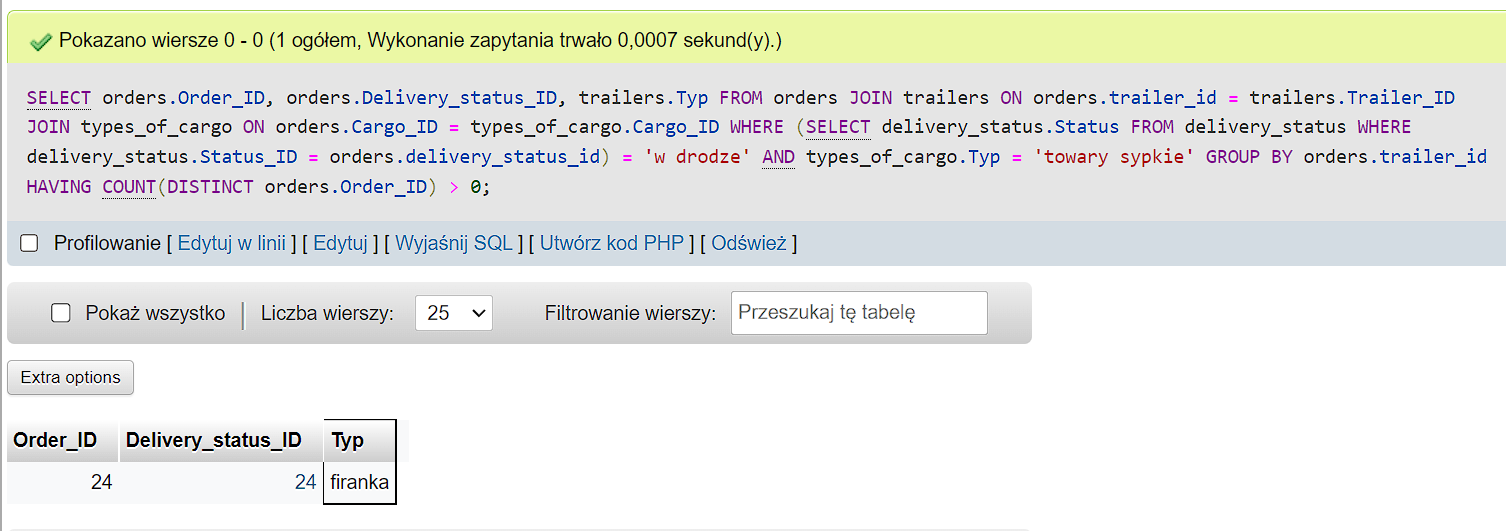 Pokazano wiersze 0 - 0 (1 ogółem, Wykonanie zapytania trwało 0,0007 sekund(y).)
SELECT orders.Order_ID, orders.Delivery_status_ID, trailers.Typ FROM orders JOIN trailers ON orders.trailer_id = trailers.Trailer_ID
JOIN types_of_cargo ON orders.Cargo_ID = types_of_cargo.Cargo_ID WHERE (SELECT delivery_status.Status FROM delivery_status WHERE
delivery_status.Status_ID = orders.delivery_status_id) = 'w drodze' AND types_of_cargo.Typ = 'towary sypkie' GROUP BY orders.trailer_id
HAVING COUNT(DISTINCT orders.Order_ID) > 0;
Profilowanie [ Edytuj w linii ] [ Edytuj ] [ Wyjaśnij SQL ] [ Utwórz kod PHP ] [ Odśwież ]
Pokaż wszystko Liczba wierszy: 25 Filtrowanie wierszy: Przeszukaj tę tabelę
Extra options
Order_ID Delivery_status_ID Typ
24 24 firanka